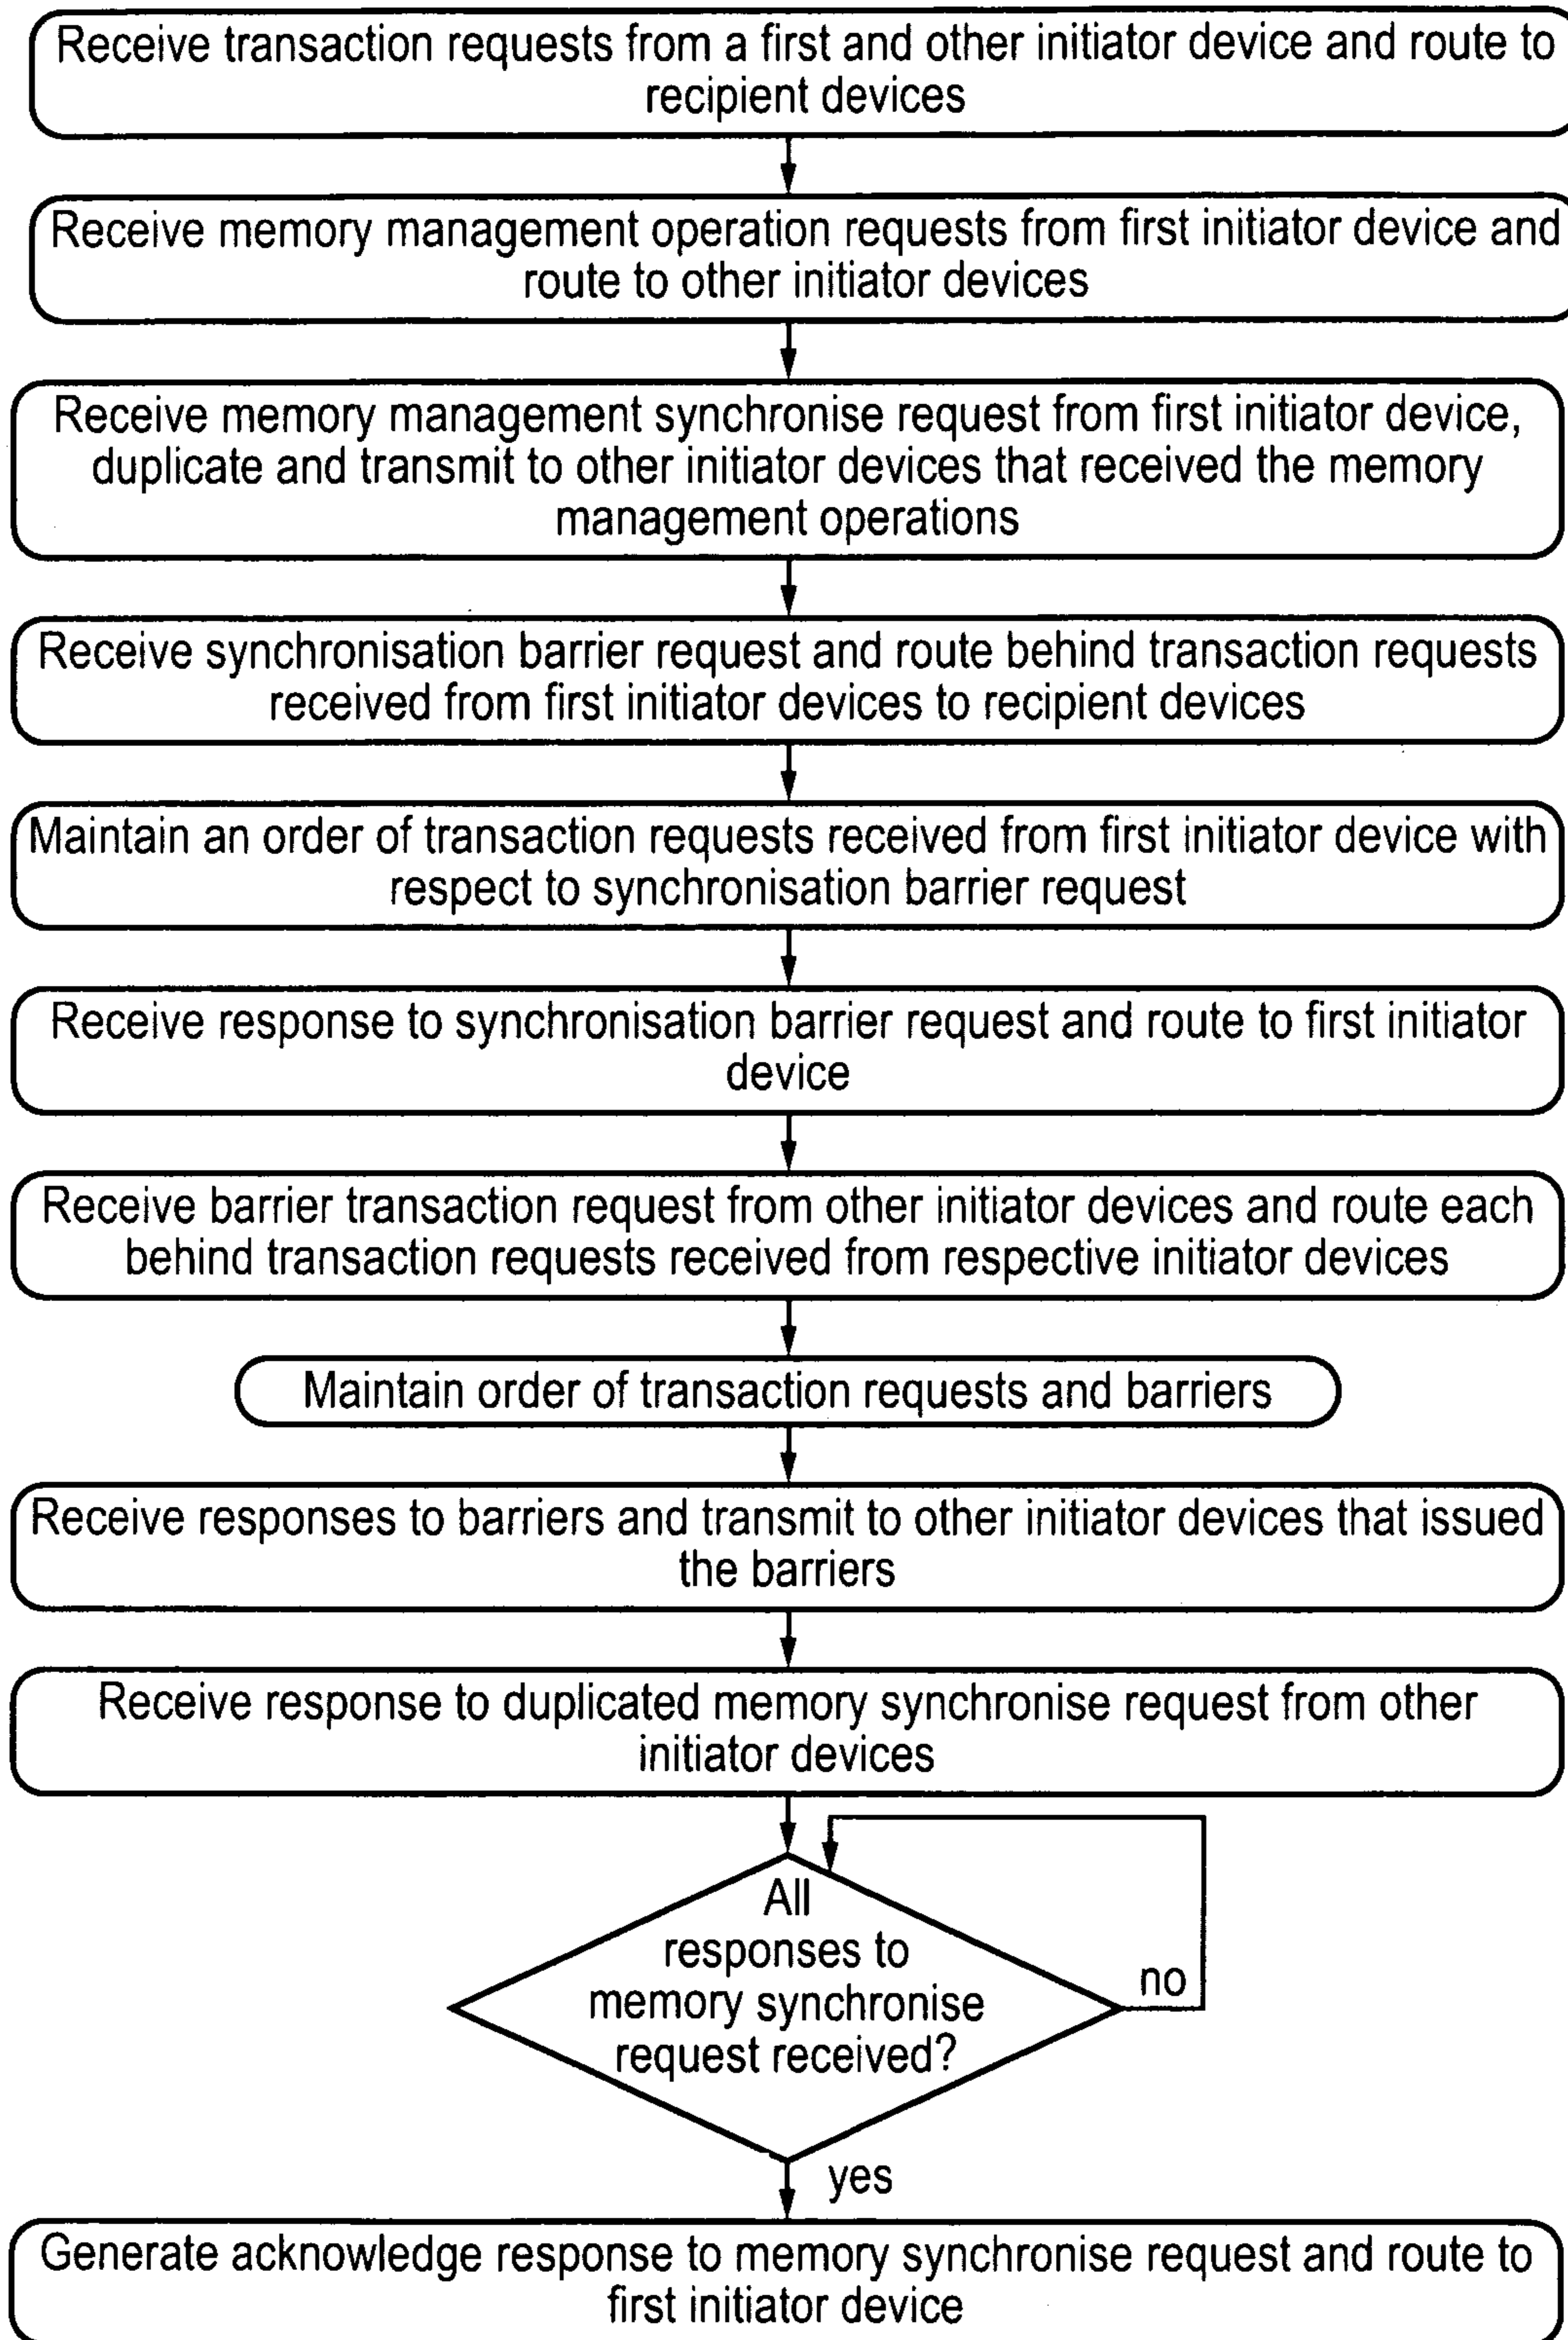 Receive transaction requests from a first and other initiator device and route to
recipient devices
Receive memory management operation requests from first initiator device and
route to other initiator devices
Receive memory management synchronise request from first initiator device,
duplicate and transmit to other initiator devices that received the memory
management operations
Receive synchronisation barrier request and route behind transaction requests
received from first initiator devices to recipient devices
Maintain an order of transaction requests received from first initiator device with
respect to synchronisation barrier request
Receive response to synchronisation barrier request and route to first initiator
device
Receive barrier transaction request from other initiator devices and route each
behind transaction requests received from respective initiator devices
Maintain order of transaction requests and barriers
Receive responses to barriers and transmit to other initiator devices that issued
the barriers
Receive response to duplicated memory synchronise request from other
initiator devices
All
responses to
memory synchronise
request received?
no
yes
Generate acknowledge response to memory synchronise request and route to
first initiator device